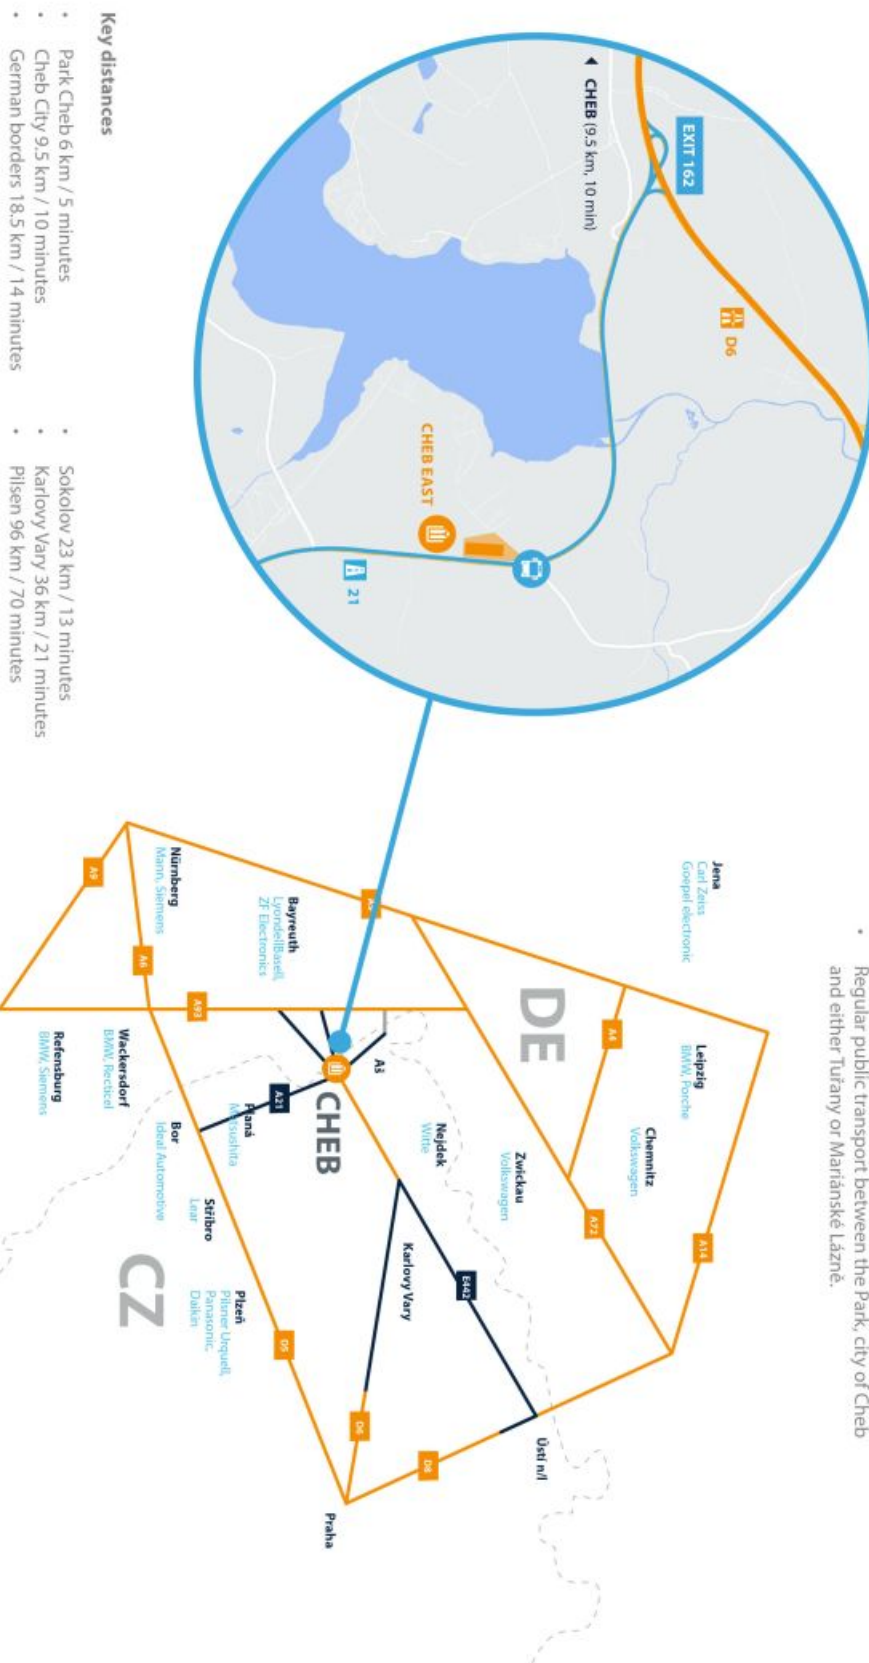 Regular public transport between the Park, city of Cheb
and either Tuřany or Mariánské Lázně.
EXIT 162
D6
◄ CHEB (9.5 km, 10 min)
CHEB EAST
21
Jena
Carl Zeiss
Goepel electronic
Leipzig
BMW, Porche
A14
A4
Chemnitz
Volkswagen
A72
DE
Zwickau
Volkswagen
Nejdek
Witte
E442
Ústí n/l
Aš
Karlovy Vary
D8
A9
Bayreuth
LyondellBasell,
ZF Electronics
CHEB
D6
Praha
A21
Planá
Matsushita
Plzeň
Pilsner Urquell,
Panasonic,
Daikin
D5
Stříbro
Lear
Nürnberg
Mann, Siemens
A93
A6
Bor
Ideal Automotive
CZ
Wackersdorf
BMW, Recticel
A9
Refensburg
BMW, Siemens
Key distances
Park Cheb 6 km / 5 minutes
Cheb City 9.5 km / 10 minutes
German borders 18.5 km / 14 minutes
Sokolov 23 km / 13 minutes
Karlovy Vary 36 km / 21 minutes
Pilsen 96 km / 70 minutes